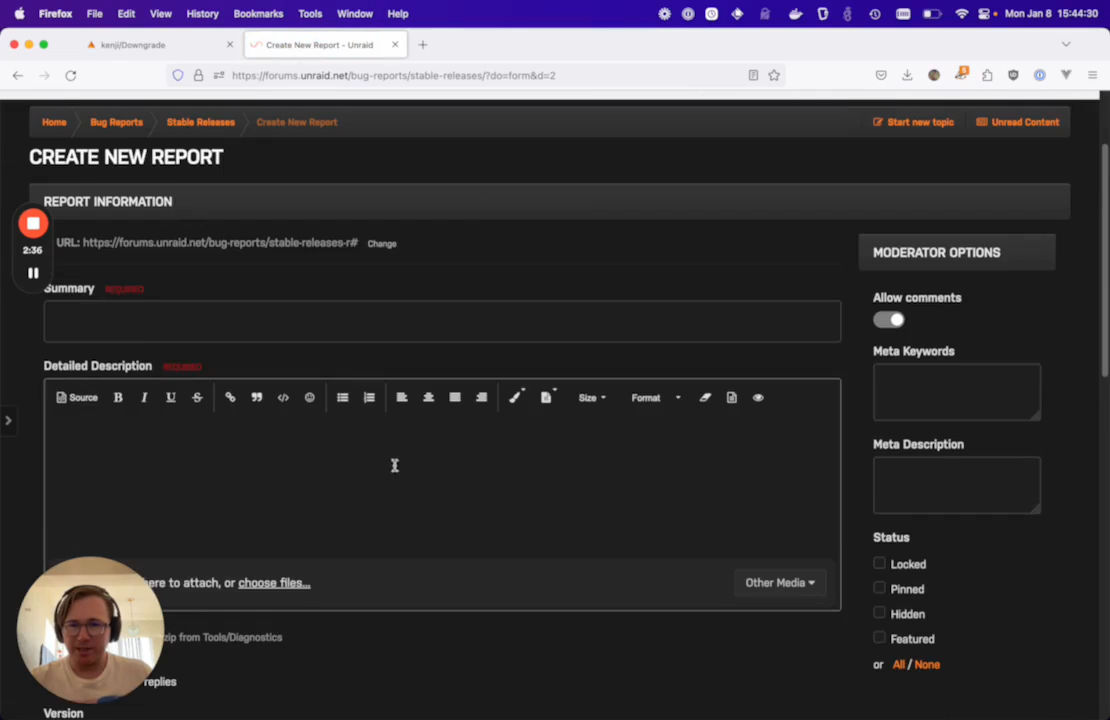 Firefox File Edit View History Bookmarks Tools Window Help Mon Jan 8 15:44:30
kenji/Downgrade
Create New Report - Unraid
https://forums.unraid.net/bug-reports/stable-releases/?do=form&d=2
Home Bug Reports Stable Releases Create New Report
Start new topic Unread Content
CREATE NEW REPORT
REPORT INFORMATION
2:36
URL: https://forums.unraid.net/bug-reports/stable-releases-r# Change
Summary REQUIRED
Detailed Description REQUIRED
Source B I U S Size Format
here to attach, or choose files...
Other Media
zip from Tools/Diagnostics
replies
Version
MODERATOR OPTIONS
Allow comments
Meta Keywords
Meta Description
Status
Locked
Pinned
Hidden
Featured
or All / None